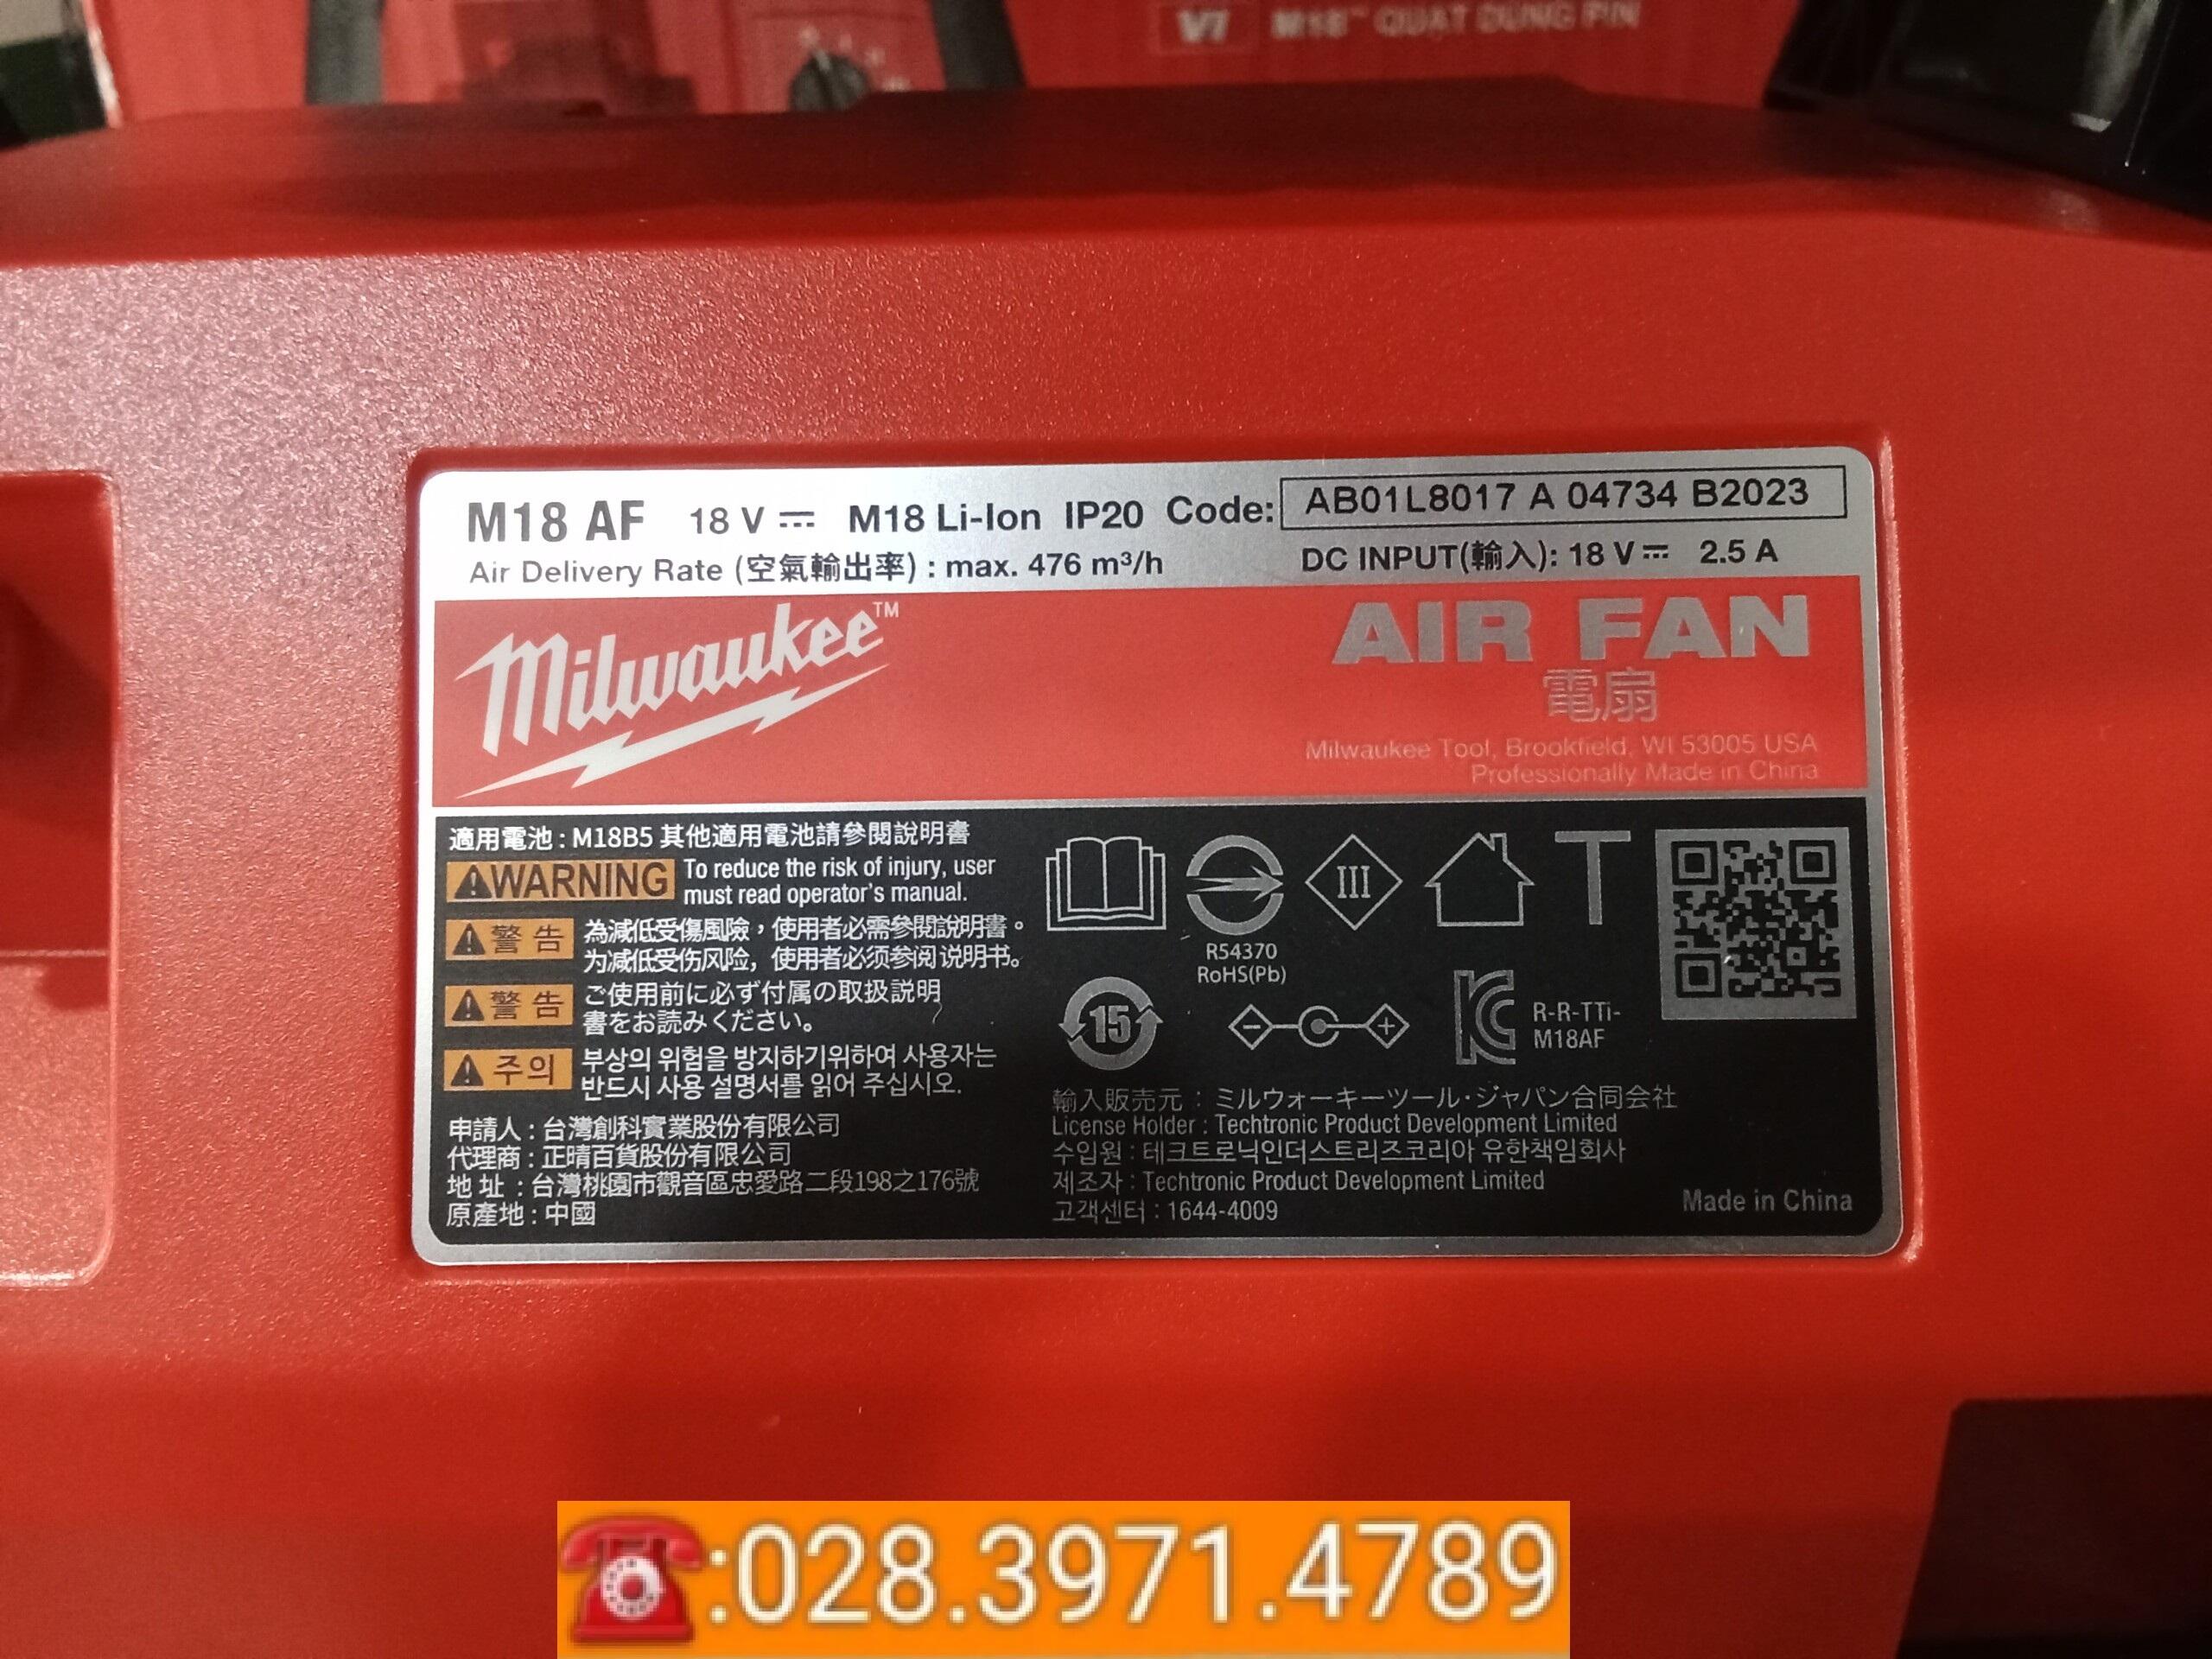 VI M18™ QUẠT DÙNG PIN
M18 AF 18 V ⎓ M18 Li-Ion IP20 Code: AB01L8017 A 04734 B2023
Air Delivery Rate (空氣輸出率) : max. 476 m³/h DC INPUT(輸入): 18 V ⎓ 2.5 A
Milwaukee™
AIR FAN
電扇
Milwaukee Tool, Brookfield, WI 53005 USA
Professionally Made in China
適用電池 : M18B5 其他適用電池請參閱說明書
WARNING To reduce the risk of injury, user
must read operator's manual.
警告 為減低受傷風險，使用者必需參閱說明書。
为减低受伤风险，使用者必须参阅说明书。
警告 ご使用前に必ず付属の取扱説明
書をお読みください。
주의 부상의 위험을 방지하기위하여 사용자는
반드시 사용 설명서를 읽어 주십시오.
申請人 : 台灣創科實業股份有限公司
代理商 : 正晴百貨股份有限公司
地 址 : 台灣桃園市觀音區忠愛路二段198之176號
原產地 : 中國
III
T
R54370
RoHS(Pb)
15
R-R-TTi-
M18AF
輸入販売元 : ミルウォーキーツール・ジャパン合同会社
License Holder : Techtronic Product Development Limited
수입원 : 테크트로닉인더스트리즈코리아 유한책임회사
제조자 : Techtronic Product Development Limited
고객센터 : 1644-4009
Made in China
:028.3971.4789